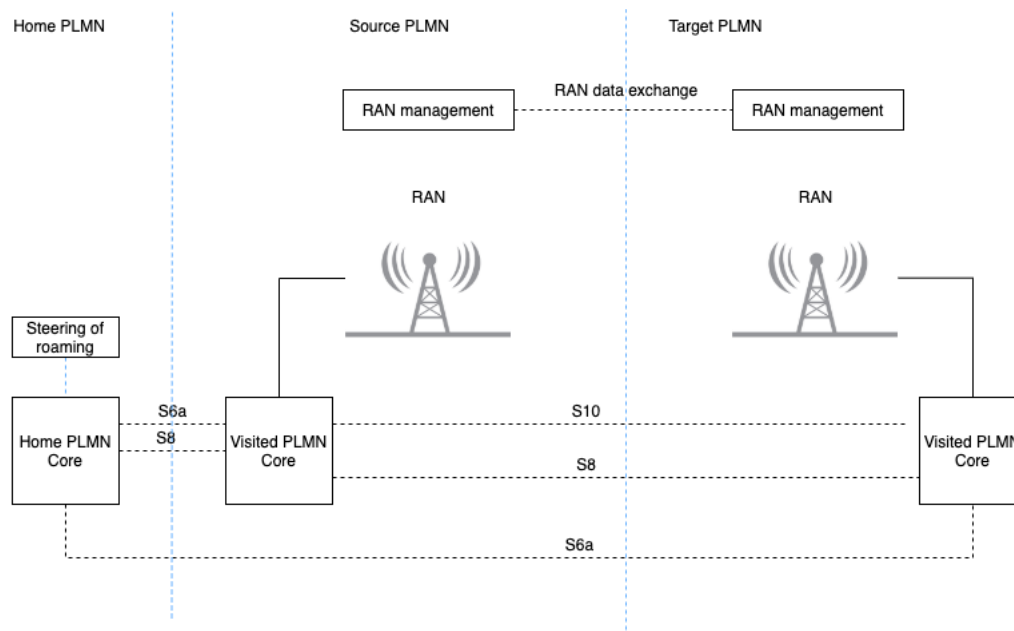 Home PLMN
Source PLMN
Target PLMN
RAN data exchange
RAN management
RAN management
RAN
RAN
Steering of
roaming
S6a
S10
Home PLMN
Core
S8
Visited PLMN
Core
Visited PLMN
Core
S8
S6a